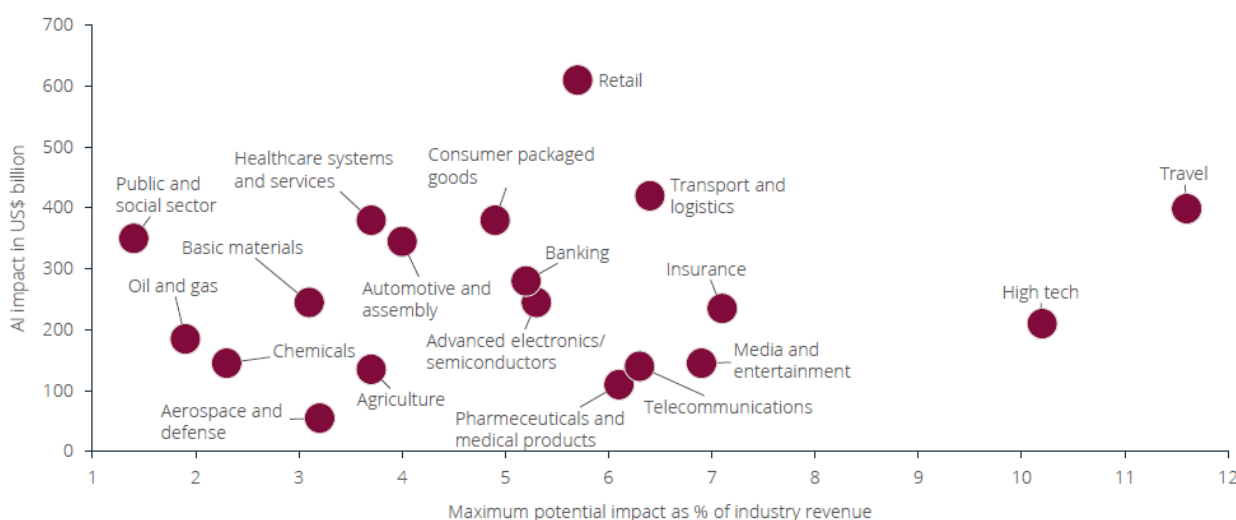 700
600
500
400
300
200
100
0
AI impact in US$ billion
Retail
Healthcare systems
and services
Consumer packaged
goods
Public and
social sector
Transport and
logistics
Travel
Basic materials
Banking
Oil and gas
Automotive and
assembly
Insurance
High tech
Chemicals
Advanced electronics/
semiconductors
Media and
entertainment
Agriculture
Aerospace and
defense
Pharmeceuticals and
medical products
Telecommunications
1
2
3
4
5
6
7
8
9
10
11
12
Maximum potential impact as % of industry revenue